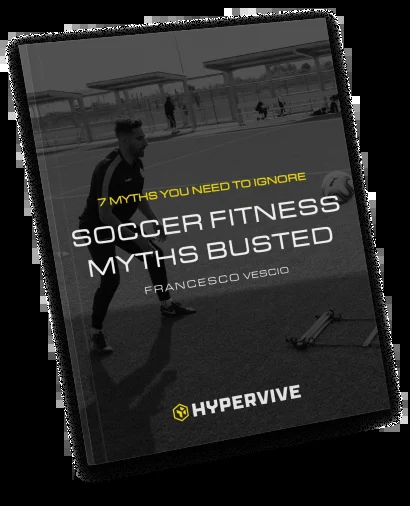 7 MYTHS YOU NEED TO IGNORE
SOCCER FITNESS
MYTHS BUSTED
FRANCESCO VESCIO
HYPERVIVE